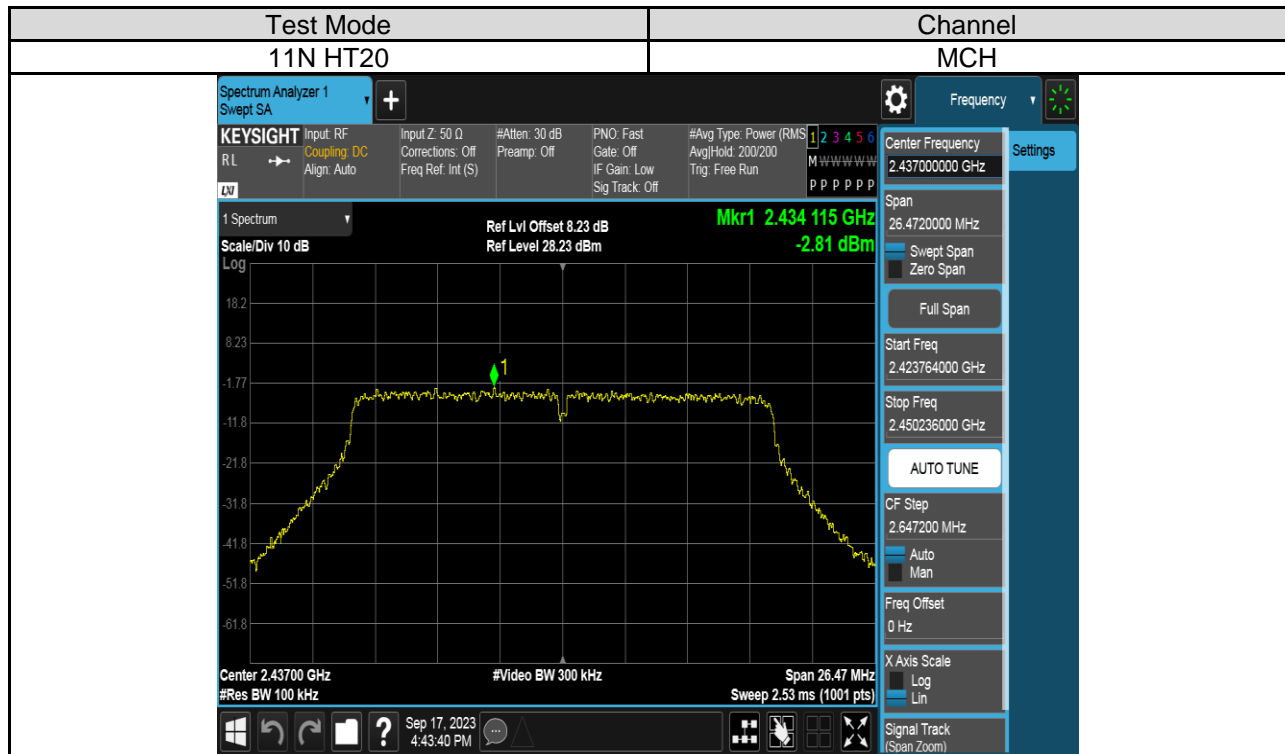 Test Mode Channel
11N HT20 MCH
Spectrum Analyzer 1
Swept SA
+
Frequency
KEYSIGHT Input: RF Input Z: 50 Ω #Atten: 30 dB PNO: Fast #Avg Type: Power (RMS 1 2 3 4 5 6
RL Coupling: DC Corrections: Off Preamp: Off Gate: Off Avg|Hold: 200/200 M W W W W W
Align: Auto Freq Ref: Int (S) IF Gain: Low Trig: Free Run
LXI Sig Track: Off P P P P P P
1 Spectrum
Ref Lvl Offset 8.23 dB Mkr1 2.434 115 GHz
Scale/Div 10 dB Ref Level 28.23 dBm -2.81 dBm
Log
18.2
8.23
1
-1.77
-11.8
-21.8
-31.8
-41.8
-51.8
-61.8
Center 2.43700 GHz #Video BW 300 kHz Span 26.47 MHz
#Res BW 100 kHz Sweep 2.53 ms (1001 pts)
? Sep 17, 2023
4:43:40 PM
Center Frequency
2.437000000 GHz
Settings
Span
26.4720000 MHz
Swept Span
Zero Span
Full Span
Start Freq
2.423764000 GHz
Stop Freq
2.450236000 GHz
AUTO TUNE
CF Step
2.647200 MHz
Auto
Man
Freq Offset
0 Hz
X Axis Scale
Log
Lin
Signal Track
(Span Zoom)